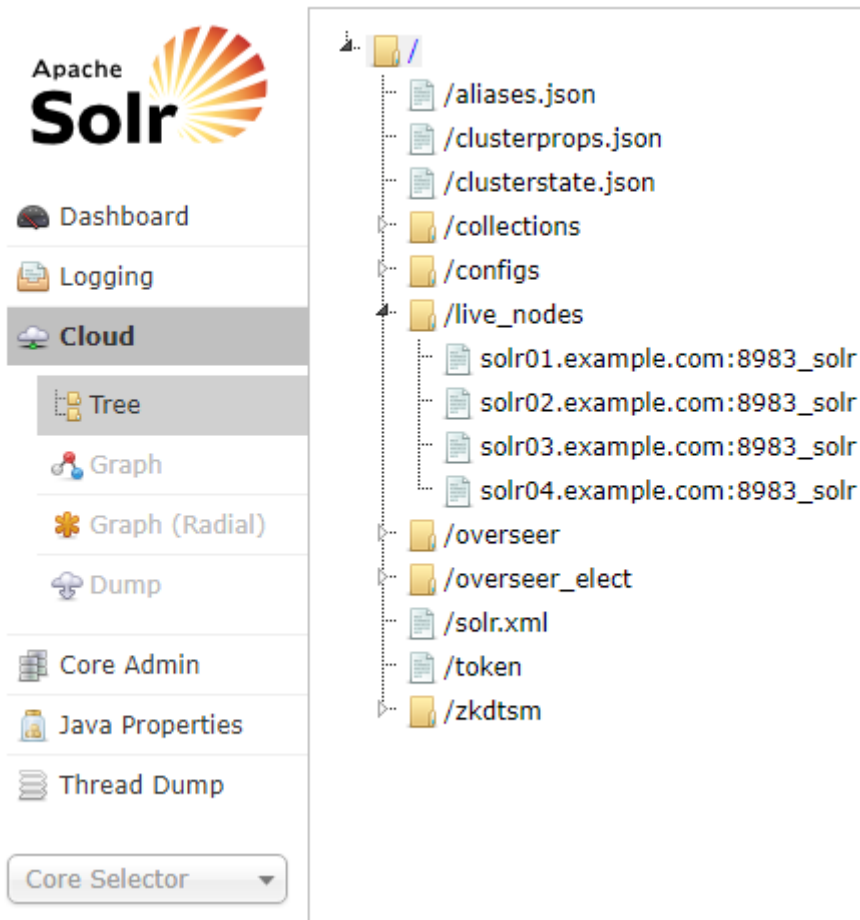 Apache
Solr
Dashboard
Logging
Cloud
Tree
Graph
Graph (Radial)
Dump
Core Admin
Java Properties
Thread Dump
Core Selector
/
/aliases.json
/clusterprops.json
/clusterstate.json
/collections
/configs
/live_nodes
solr01.example.com:8983_solr
solr02.example.com:8983_solr
solr03.example.com:8983_solr
solr04.example.com:8983_solr
/overseer
/overseer_elect
/solr.xml
/token
/zkdtsm